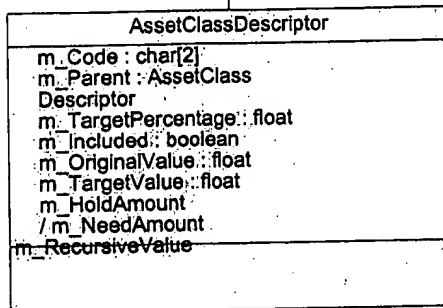 AssetClassDescriptor
m_Code : char[2]
m_Parent : AssetClass
Descriptor
m_TargetPercentage : float
m_Included : boolean
m_OriginalValue : float
m_TargetValue : float
m_HoldAmount
/ m_NeedAmount
m_RecursiveValue